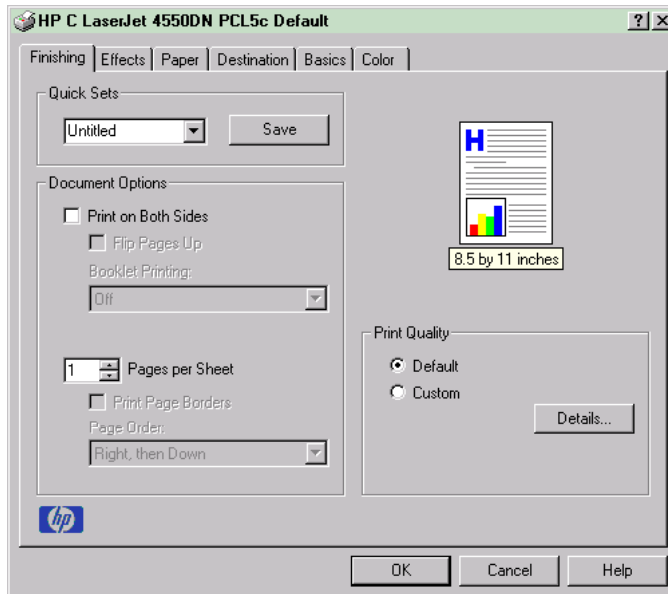 HP C LaserJet 4550DN PCL5c Default
Finishing Effects Paper Destination Basics Color
Quick Sets
Untitled Save
H
8.5 by 11 inches
Document Options
Print on Both Sides
Flip Pages Up
Booklet Printing:
Off
1 Pages per Sheet
Print Page Borders
Page Order:
Right, then Down
Print Quality
Default
Custom
Details...
hp
OK Cancel Help